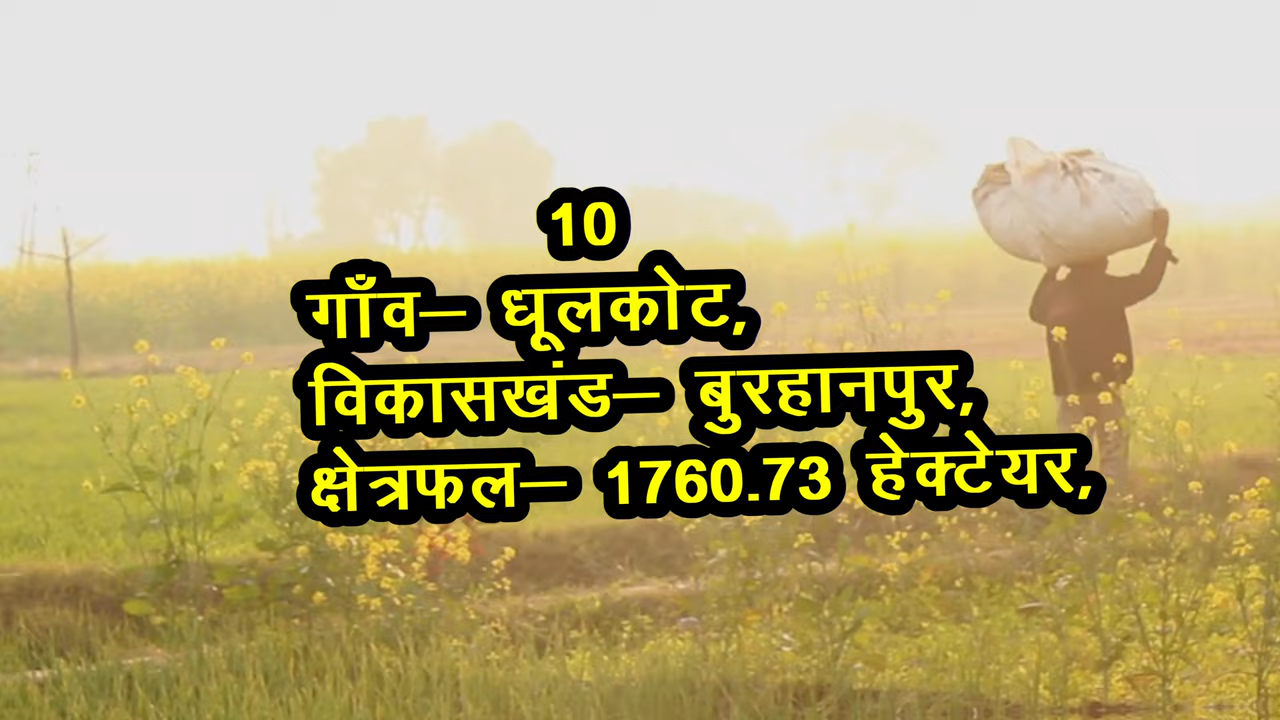 10
गाँव– धूलकोट,
विकासखंड– बुरहानपुर,
क्षेत्रफल– 1760.73 हेक्टेयर,